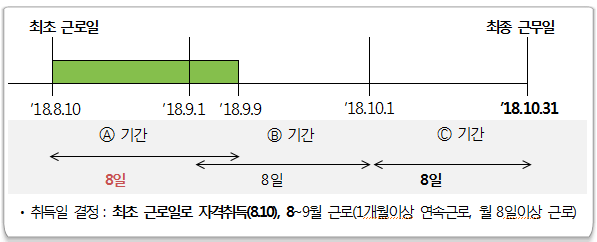 최초 근로일 최종 근무일
‘18.8.10 ‘18.9.1 ‘18.9.9 ‘18.10.1 ‘18.10.31
Ⓐ 기간 Ⓑ 기간 Ⓒ 기간
8일 8일 8일
• 취득일 결정 : 최초 근로일로 자격취득(8.10), 8~9월 근로(1개월이상 연속근로, 월 8일이상 근로)